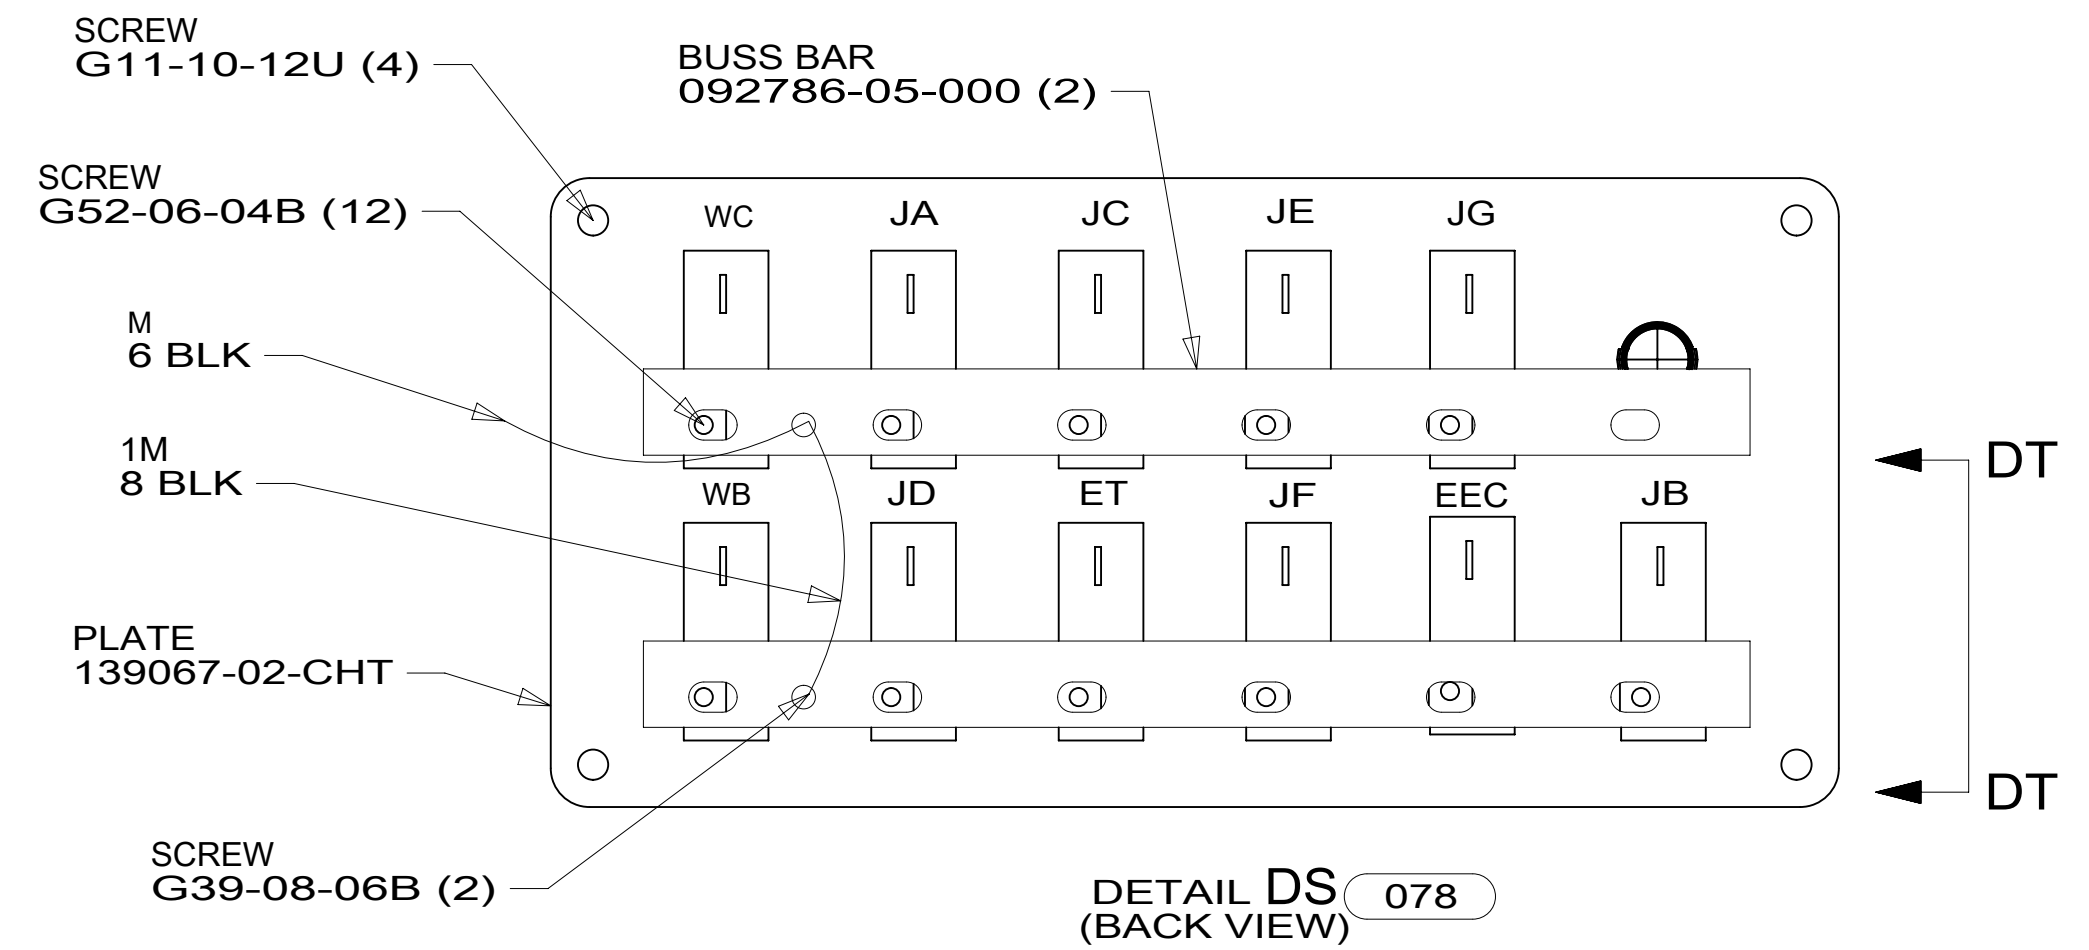 SCREW
G11-10-12U (4)
BUSS BAR
092786-05-000 (2)
SCREW
G52-06-04B (12)
WC JA JC JE JG
M
6 BLK
1M
8 BLK
DT
WB JD ET JF EEC JB
PLATE
139067-02-CHT
DT
SCREW
G39-08-06B (2)
DETAIL DS 078
(BACK VIEW)